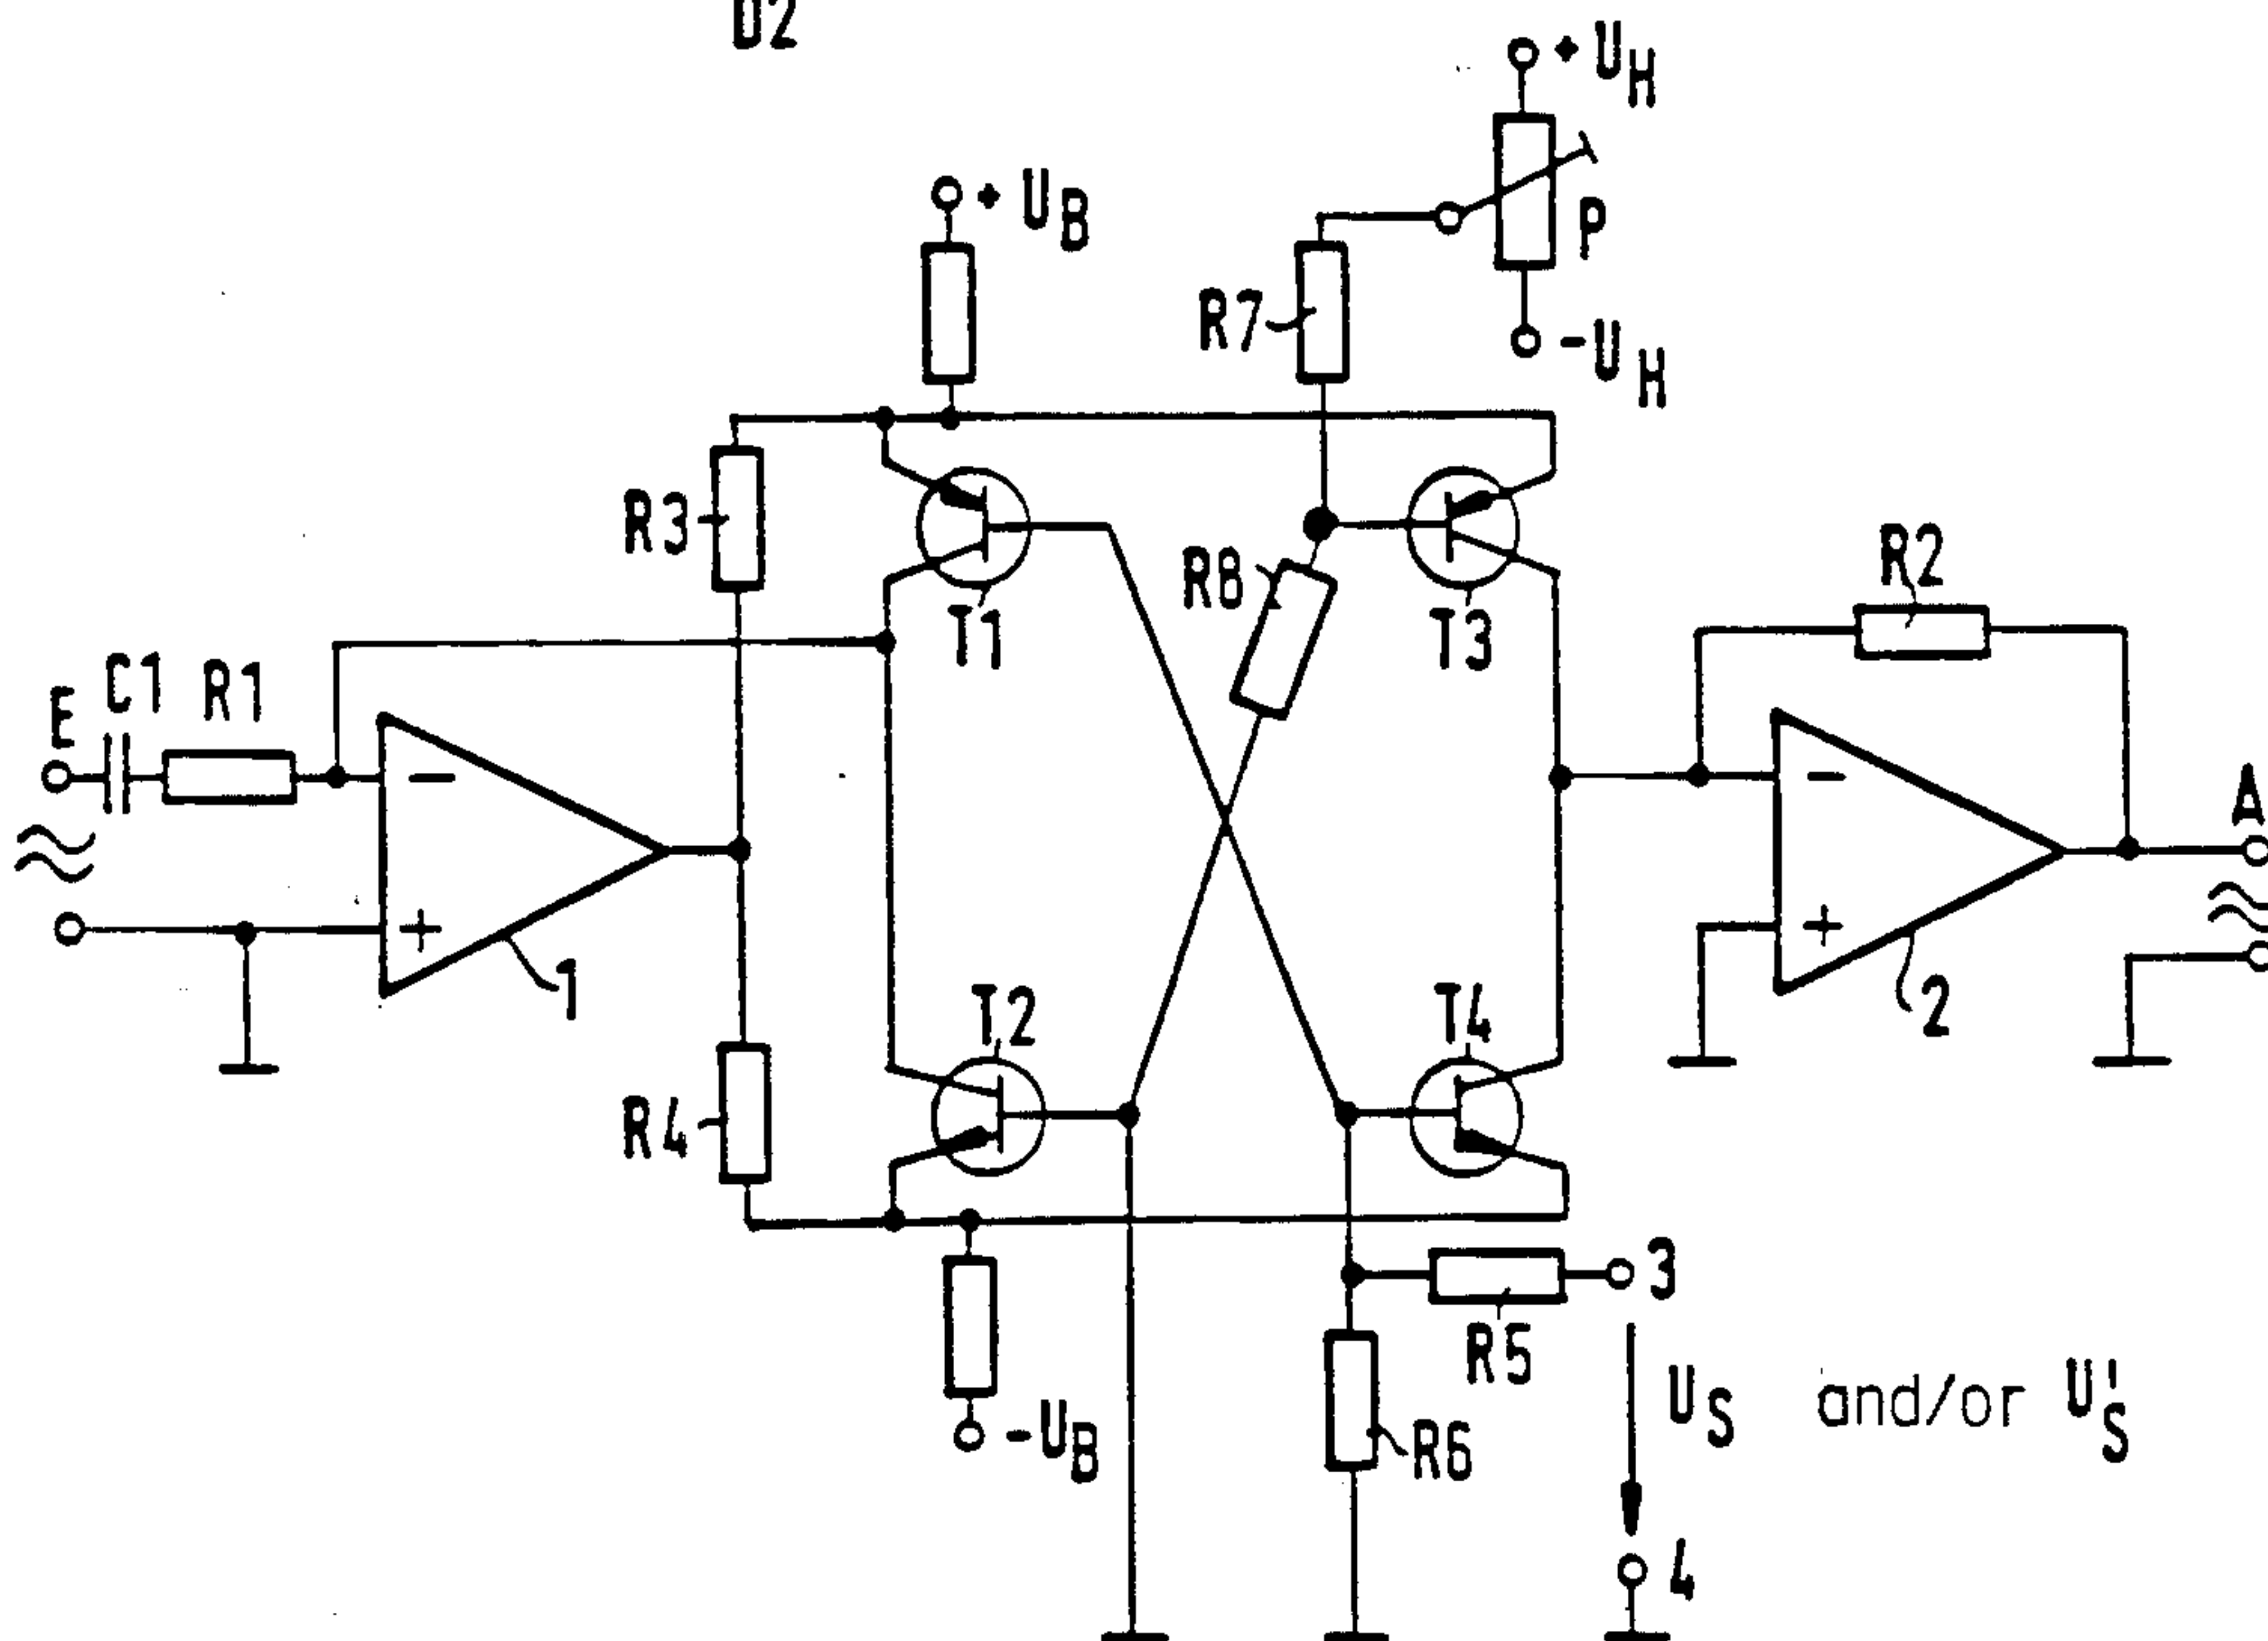 D2
+ U_H
+ U_B
P
R7
-U_H
R3
R8
R2
T1
T3
E
C1
R1
A
-
-
+
+
1
T2
T4
2
R4
3
R5
-U_B
R6
U_S and/or U'_S
4